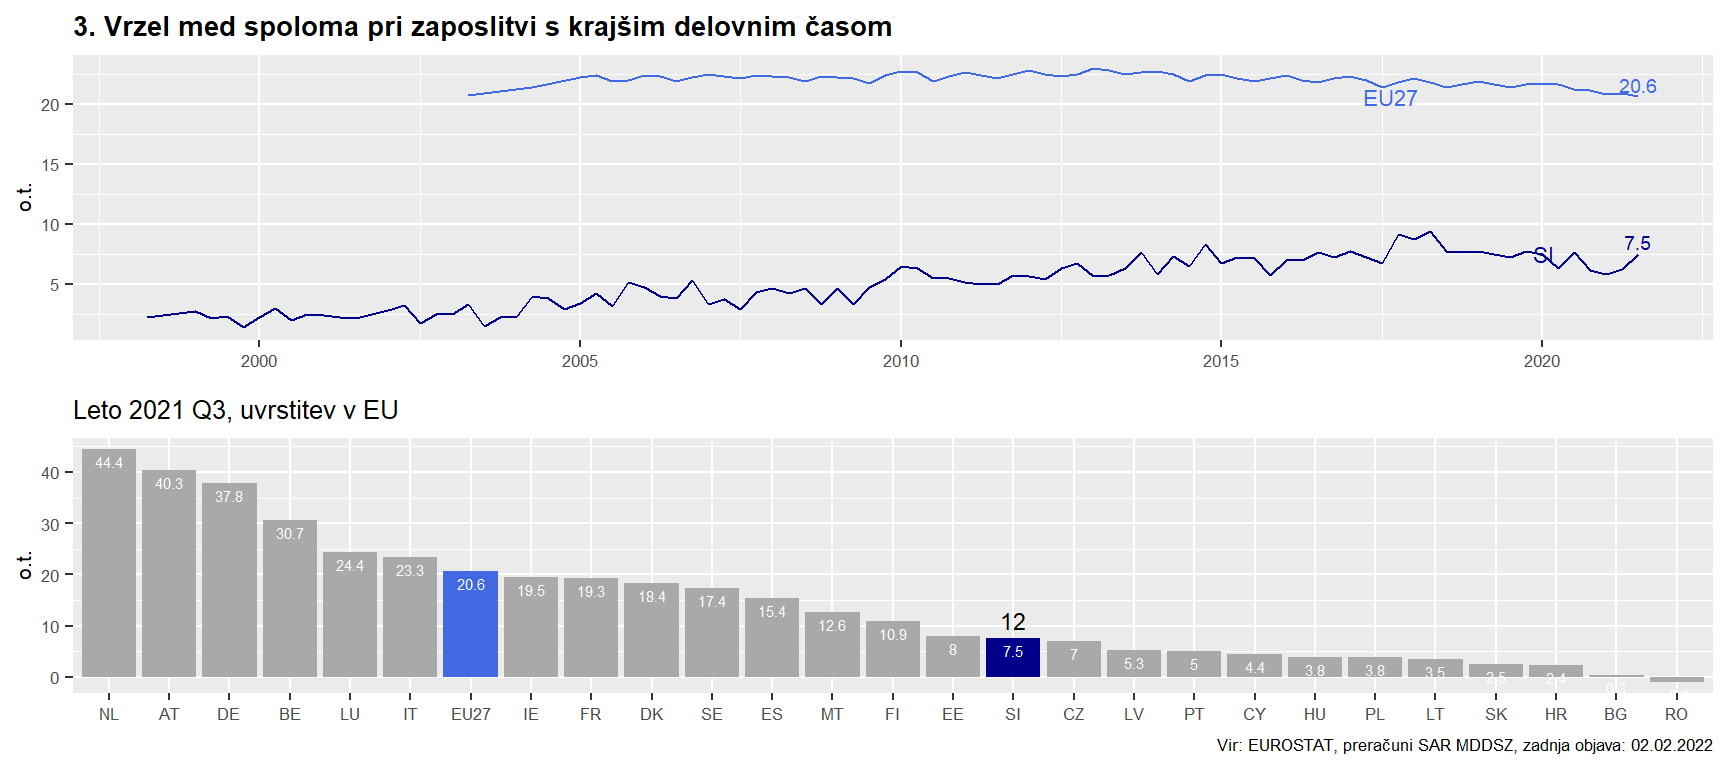 3. Vrzel med spoloma pri zaposlitvi s krajšim delovnim časom
o.t.
20
15
10
5
EU27
20.6
SI
7.5
2000 2005 2010 2015 2020
Leto 2021 Q3, uvrstitev v EU
o.t.
40
30
20
10
0
44.4 40.3 37.8 30.7 24.4 23.3 20.6 19.5 19.3 18.4 17.4 15.4 12.6 10.9 8 7.5 7 5.3 5 4.4 3.8 3.8 3.5 2.5 2.4 0.3
12
NL AT DE BE LU IT EU27 IE FR DK SE ES MT FI EE SI CZ LV PT CY HU PL LT SK HR BG RO
Vir: EUROSTAT, preračuni SAR MDDSZ, zadnja objava: 02.02.2022